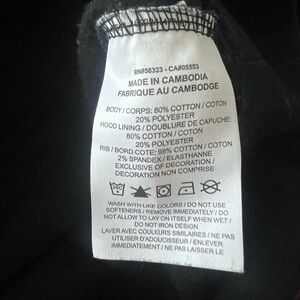 RN#56323 - CA#05553
MADE IN CAMBODIA
FABRIQUE AU CAMBODGE
BODY / CORPS: 80% COTTON / COTON
20% POLYESTER
HOOD LINING / DOUBLURE DE CAPUCHE:
80% COTTON / COTON
20% POLYESTER
RIB / BORD COTE: 98% COTTON / COTON
2% SPANDEX / ELASTHANNE
EXCLUSIVE OF DECORATION /
DECORATION NON COMPRISE
WASH WITH LIKE COLORS / DO NOT USE
SOFTENERS / REMOVE IMMEDIATELY / DO
NOT ALLOW TO LAY ON ITSELF WHEN WET /
DO NOT IRON DESIGN
LAVER AVEC COULEURS SIMILAIRES / NE PAS
UTILISER D'ADOUCISSEUR / ENLEVER
IMMEDIATEMENT / NE PAS LAISSER LE